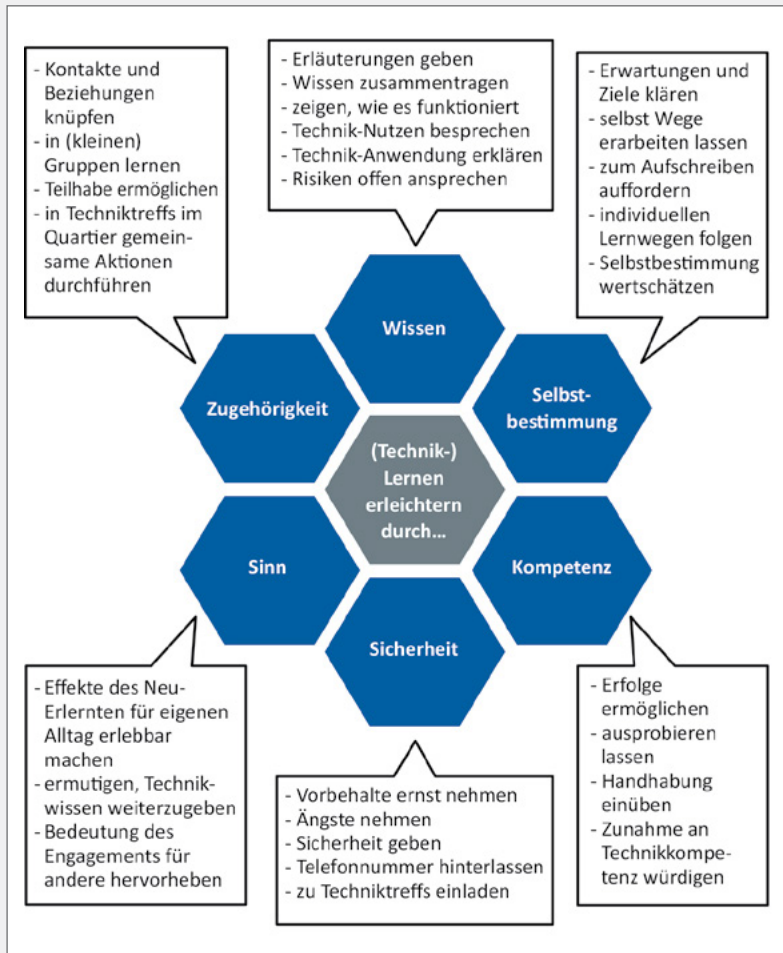 - Kontakte und
Beziehungen
knüpfen
- in (kleinen)
Gruppen lernen
- Teilhabe ermöglichen
- in Techniktreffs im
Quartier gemein-
same Aktionen
durchführen
- Erläuterungen geben
- Wissen zusammentragen
- zeigen, wie es funktioniert
- Technik-Nutzen besprechen
- Technik-Anwendung erklären
- Risiken offen ansprechen
- Erwartungen und
Ziele klären
- selbst Wege
erarbeiten lassen
- zum Aufschreiben
auffordern
- individuellen
Lernwegen folgen
- Selbstbestimmung
wertschätzen
Wissen
Zugehörigkeit
Selbst-
bestimmung
(Technik-)
Lernen
erleichtern
durch...
Sinn
Kompetenz
Sicherheit
- Effekte des Neu-
Erlernten für eigenen
Alltag erlebbar
machen
- ermutigen, Technik-
wissen weiterzugeben
- Bedeutung des
Engagements für
andere hervorheben
- Vorbehalte ernst nehmen
- Ängste nehmen
- Sicherheit geben
- Telefonnummer hinterlassen
- zu Techniktreffs einladen
- Erfolge
ermöglichen
- ausprobieren
lassen
- Handhabung
einüben
- Zunahme an
Technikkompe-
tenz würdigen